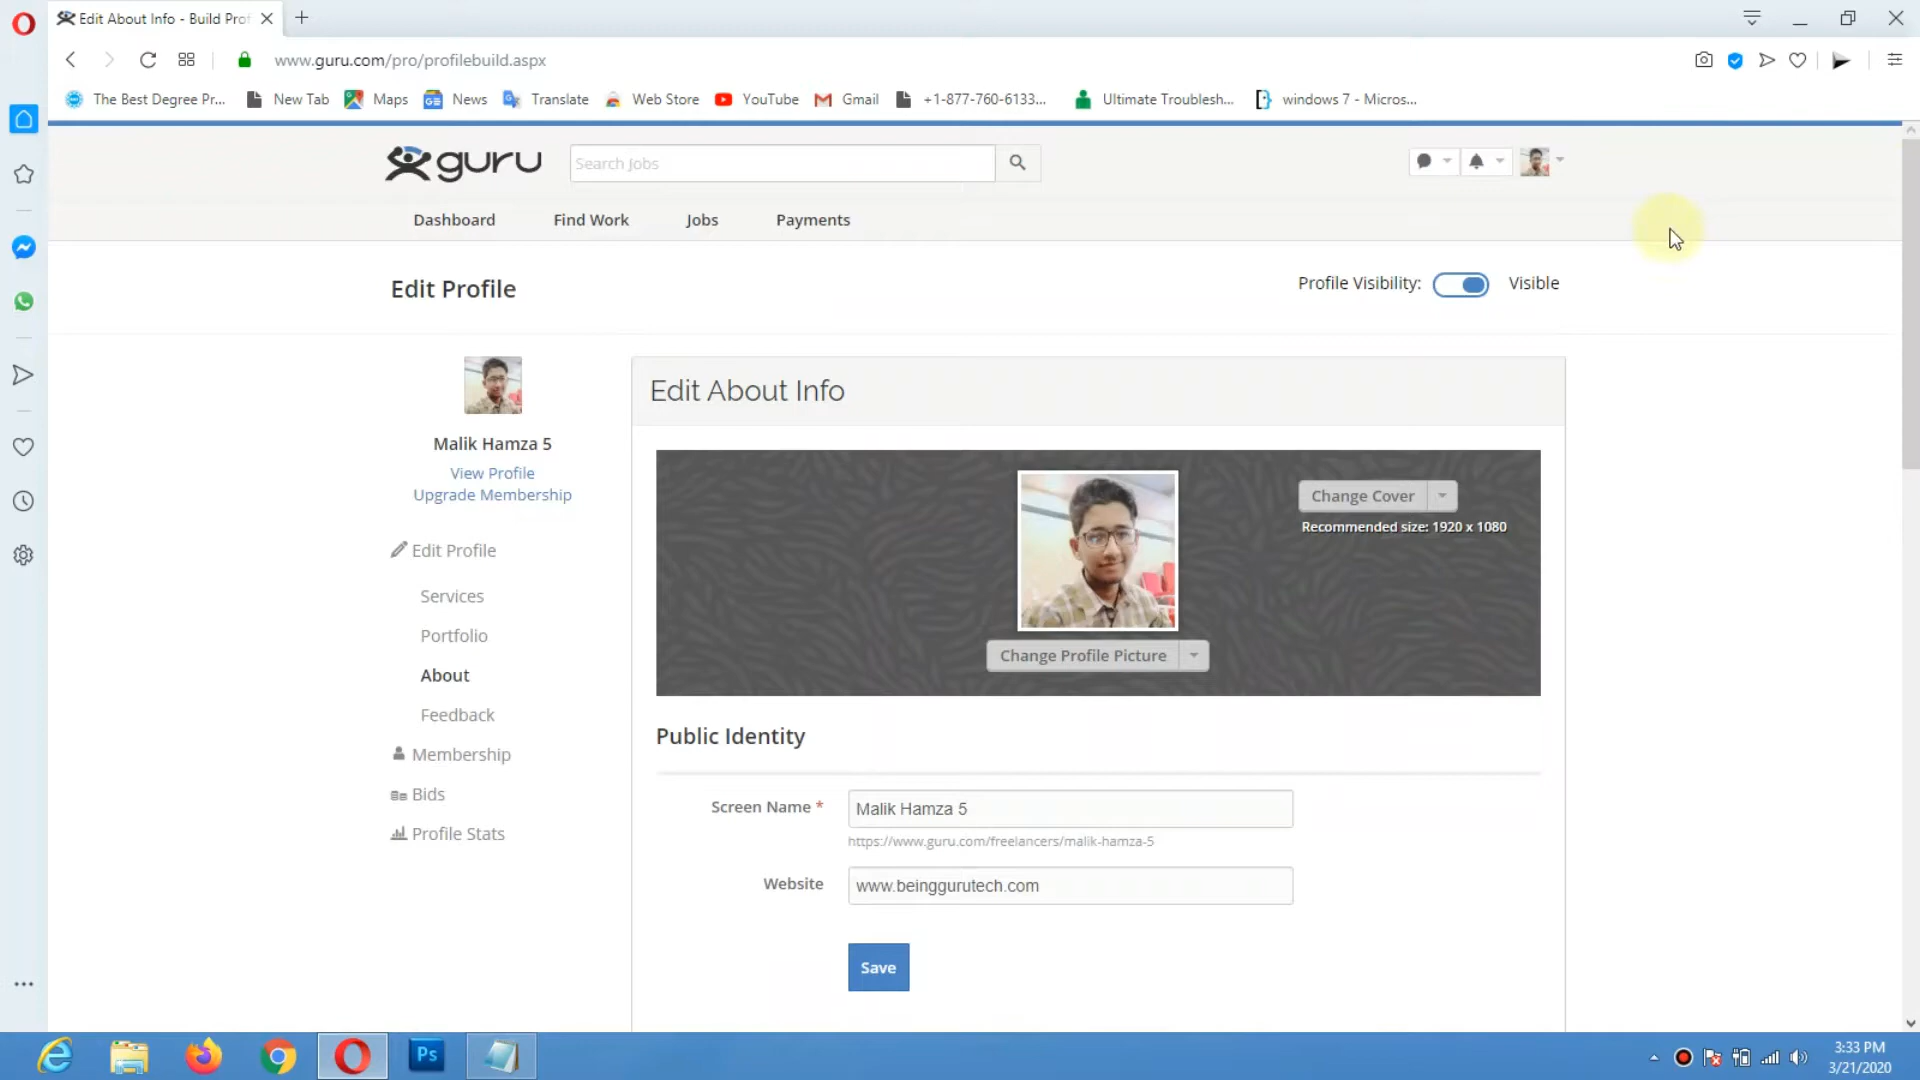 Edit About Info - Build Prof
www.guru.com/pro/profilebuild.aspx
The Best Degree Pr... New Tab Maps News Translate Web Store YouTube Gmail +1-877-760-6133... Ultimate Troublesh... windows 7 - Micros...
guru
Search Jobs
Dashboard Find Work Jobs Payments
Edit Profile
Profile Visibility: Visible
Malik Hamza 5
View Profile
Upgrade Membership
Edit Profile
Services
Portfolio
About
Feedback
Membership
Bids
Profile Stats
Edit About Info
Change Cover
Recommended size: 1920 x 1080
Change Profile Picture
Public Identity
Screen Name * Malik Hamza 5
https://www.guru.com/freelancers/malik-hamza-5
Website www.beinggurutech.com
Save
Ps
3:33 PM
3/21/2020